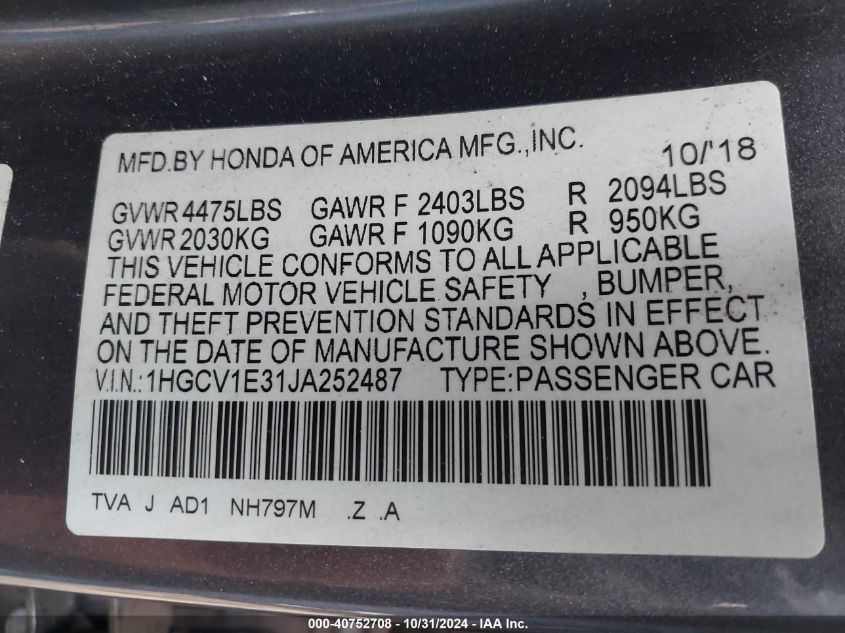 MFD.BY HONDA OF AMERICA MFG.,INC. 10/'18
GVWR 4475LBS GAWR F 2403LBS R 2094LBS
GVWR 2030KG GAWR F 1090KG R 950KG
THIS VEHICLE CONFORMS TO ALL APPLICABLE
FEDERAL MOTOR VEHICLE SAFETY , BUMPER,
AND THEFT PREVENTION STANDARDS IN EFFECT
ON THE DATE OF MANUFACTURE SHOWN ABOVE.
V.I.N.:1HGCV1E31JA252487 TYPE:PASSENGER CAR
TVA J AD1 NH797M .Z .A
000-40752708 - 10/31/2024 - IAA Inc.